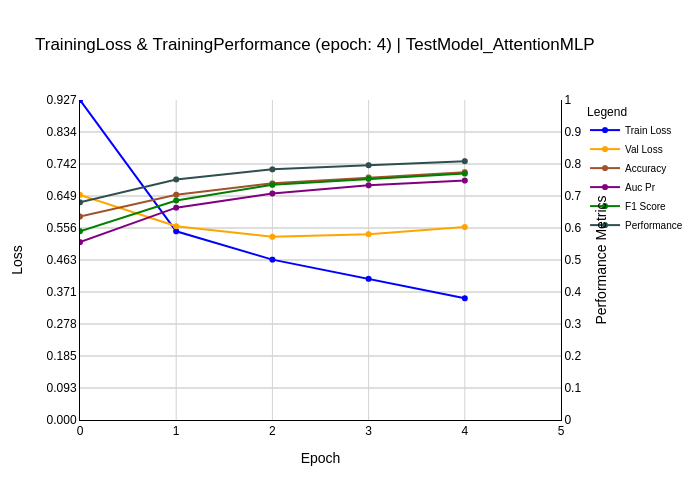 TrainingLoss & TrainingPerformance (epoch: 4) | TestModel_AttentionMLP
0.927
0.834
0.742
0.649
0.556
0.463
0.371
0.278
0.185
0.093
0.000
Loss
0
1
2
3
4
5
Epoch
1
0.9
0.8
0.7
0.6
0.5
0.4
0.3
0.2
0.1
0
Performance Metrics
Legend
Train Loss
Val Loss
Accuracy
Auc Pr
F1 Score
Performance